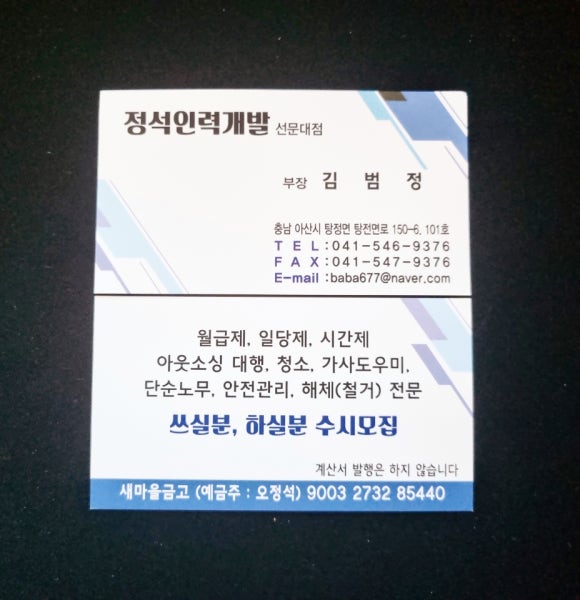 정석인력개발 선문대점
부장 김 범 정
충남 아산시 탕정면 탕전면로 150-6, 101호
T E L : 041-546-9376
F A X : 041-547-9376
E-mail : baba677@naver.com
월급제, 일당제, 시간제
아웃소싱 대행, 청소, 가사도우미,
단순노무, 안전관리, 해체(철거) 전문
쓰실분, 하실분 수시모집
계산서 발행은 하지 않습니다
새마을금고 (예금주 : 오정석) 9003 2732 85440